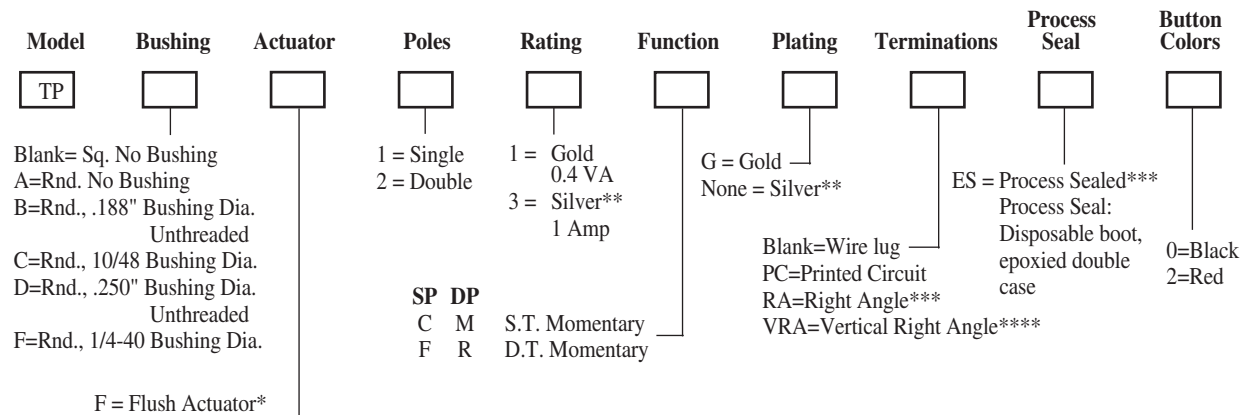 Model Bushing Actuator Poles Rating Function Plating Terminations Process Seal Button Colors
TP
Blank= Sq. No Bushing
A=Rnd. No Bushing
B=Rnd., .188" Bushing Dia.
Unthreaded
C=Rnd., 10/48 Bushing Dia.
D=Rnd., .250" Bushing Dia.
Unthreaded
F=Rnd., 1/4-40 Bushing Dia.
F = Flush Actuator*
1 = Single
2 = Double
1 = Gold
0.4 VA
3 = Silver**
1 Amp
SP DP
C M S.T. Momentary
F R D.T. Momentary
G = Gold
None = Silver**
Blank=Wire lug
PC=Printed Circuit
RA=Right Angle***
VRA=Vertical Right Angle****
ES = Process Sealed***
Process Seal:
Disposable boot,
epoxied double
case
0=Black
2=Red